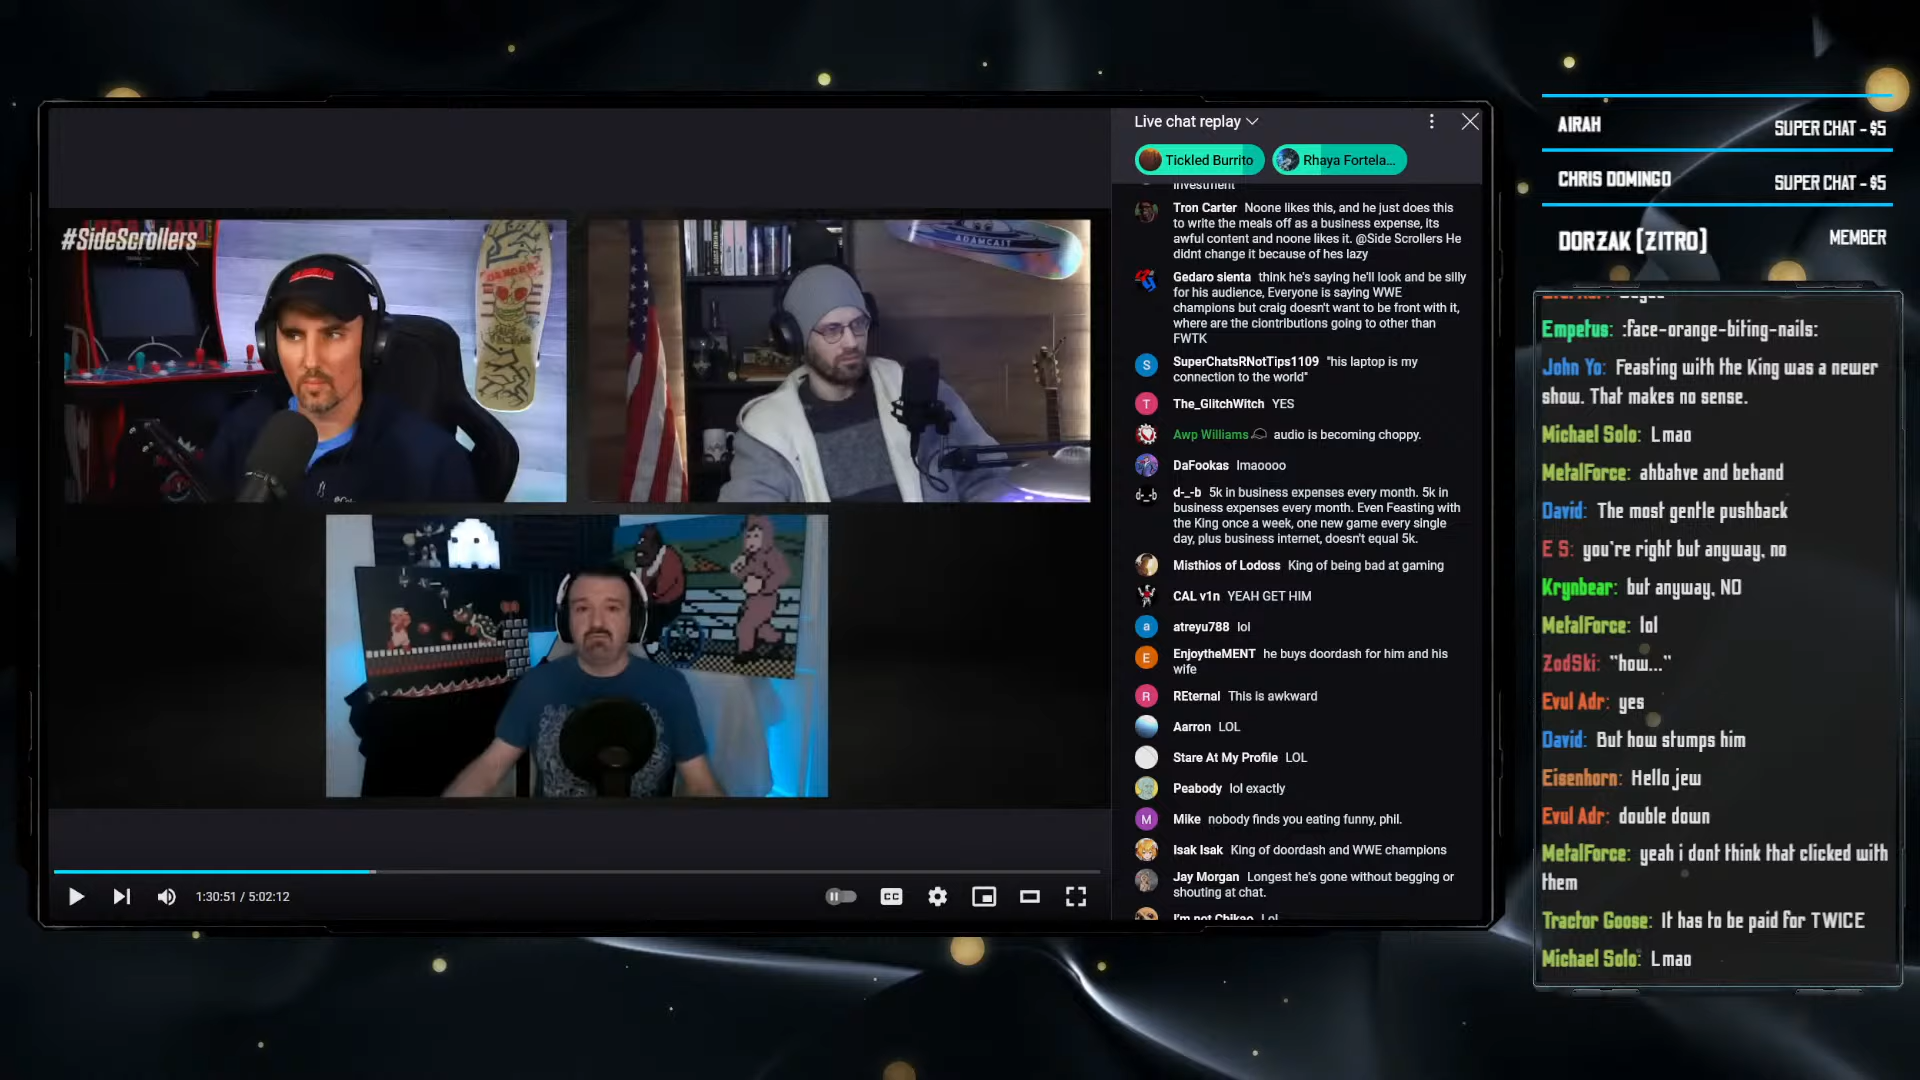 #SideScrollers
ADAMCAIT
1:30:51 / 5:02:12
CC
Live chat replay
Tickled Burrito
Rhaya Fortela...
investment
Tron Carter Noone likes this, and he just does this
to write the meals off as a business expense, its
awful content and noone likes it. @Side Scrollers He
didnt change it because of hes lazy
Gedaro sienta think he's saying he'll look and be silly
for his audience, Everyone is saying WWE
champions but craig doesn't want to be front with it,
where are the ciontributions going to other than
FWTK
S
SuperChatsRNotTips1109 "his laptop is my
connection to the world"
T
The_GlitchWitch YES
Awp Williams audio is becoming choppy.
DaFookas lmaoooo
d-_-b
d-_-b 5k in business expenses every month. 5k in
business expenses every month. Even Feasting with
the King once a week, one new game every single
day, plus business internet, doesn't equal 5k.
Misthios of Lodoss King of being bad at gaming
CAL v1n YEAH GET HIM
a
atreyu788 lol
E
EnjoytheMENT he buys doordash for him and his
wife
R
REternal This is awkward
Aarron LOL
Stare At My Profile LOL
Peabody lol exactly
M
Mike nobody finds you eating funny, phil.
Isak Isak King of doordash and WWE champions
Jay Morgan Longest he's gone without begging or
shouting at chat.
I'm not Chikao Lol
AIRAH SUPER CHAT - $5
CHRIS DOMINGO SUPER CHAT - $5
DORZAK [ZITRO] MEMBER
Empetus: :face-orange-biting-nails:
John Yo: Feasting with the King was a newer
show. That makes no sense.
Michael Solo: Lmao
MetalForce: ahbahve and behand
David: The most gentle pushback
E S: you're right but anyway, no
Krynbear: but anyway, NO
MetalForce: lol
ZodSki: "how..."
Evul Adr: yes
David: But how stumps him
Eisenhorn: Hello jew
Evul Adr: double down
MetalForce: yeah i dont think that clicked with
them
Tractor Goose: It has to be paid for TWICE
Michael Solo: Lmao